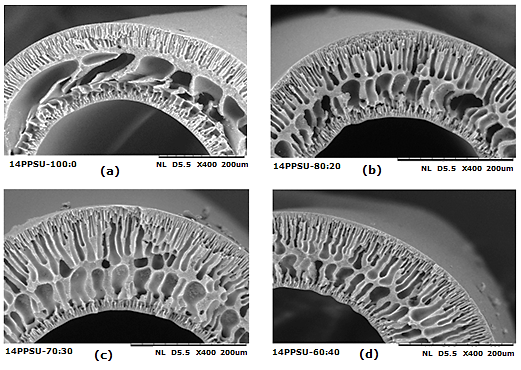 14PPSU-100:0
NL D5.5 X400 200um
(a)
14PPSU-80:20
NL D5.5 X400 200um
(b)
14PPSU-70:30
NL D5.5 X400 200um
(c)
14PPSU-60:40
NL D5.5 X400 200um
(d)